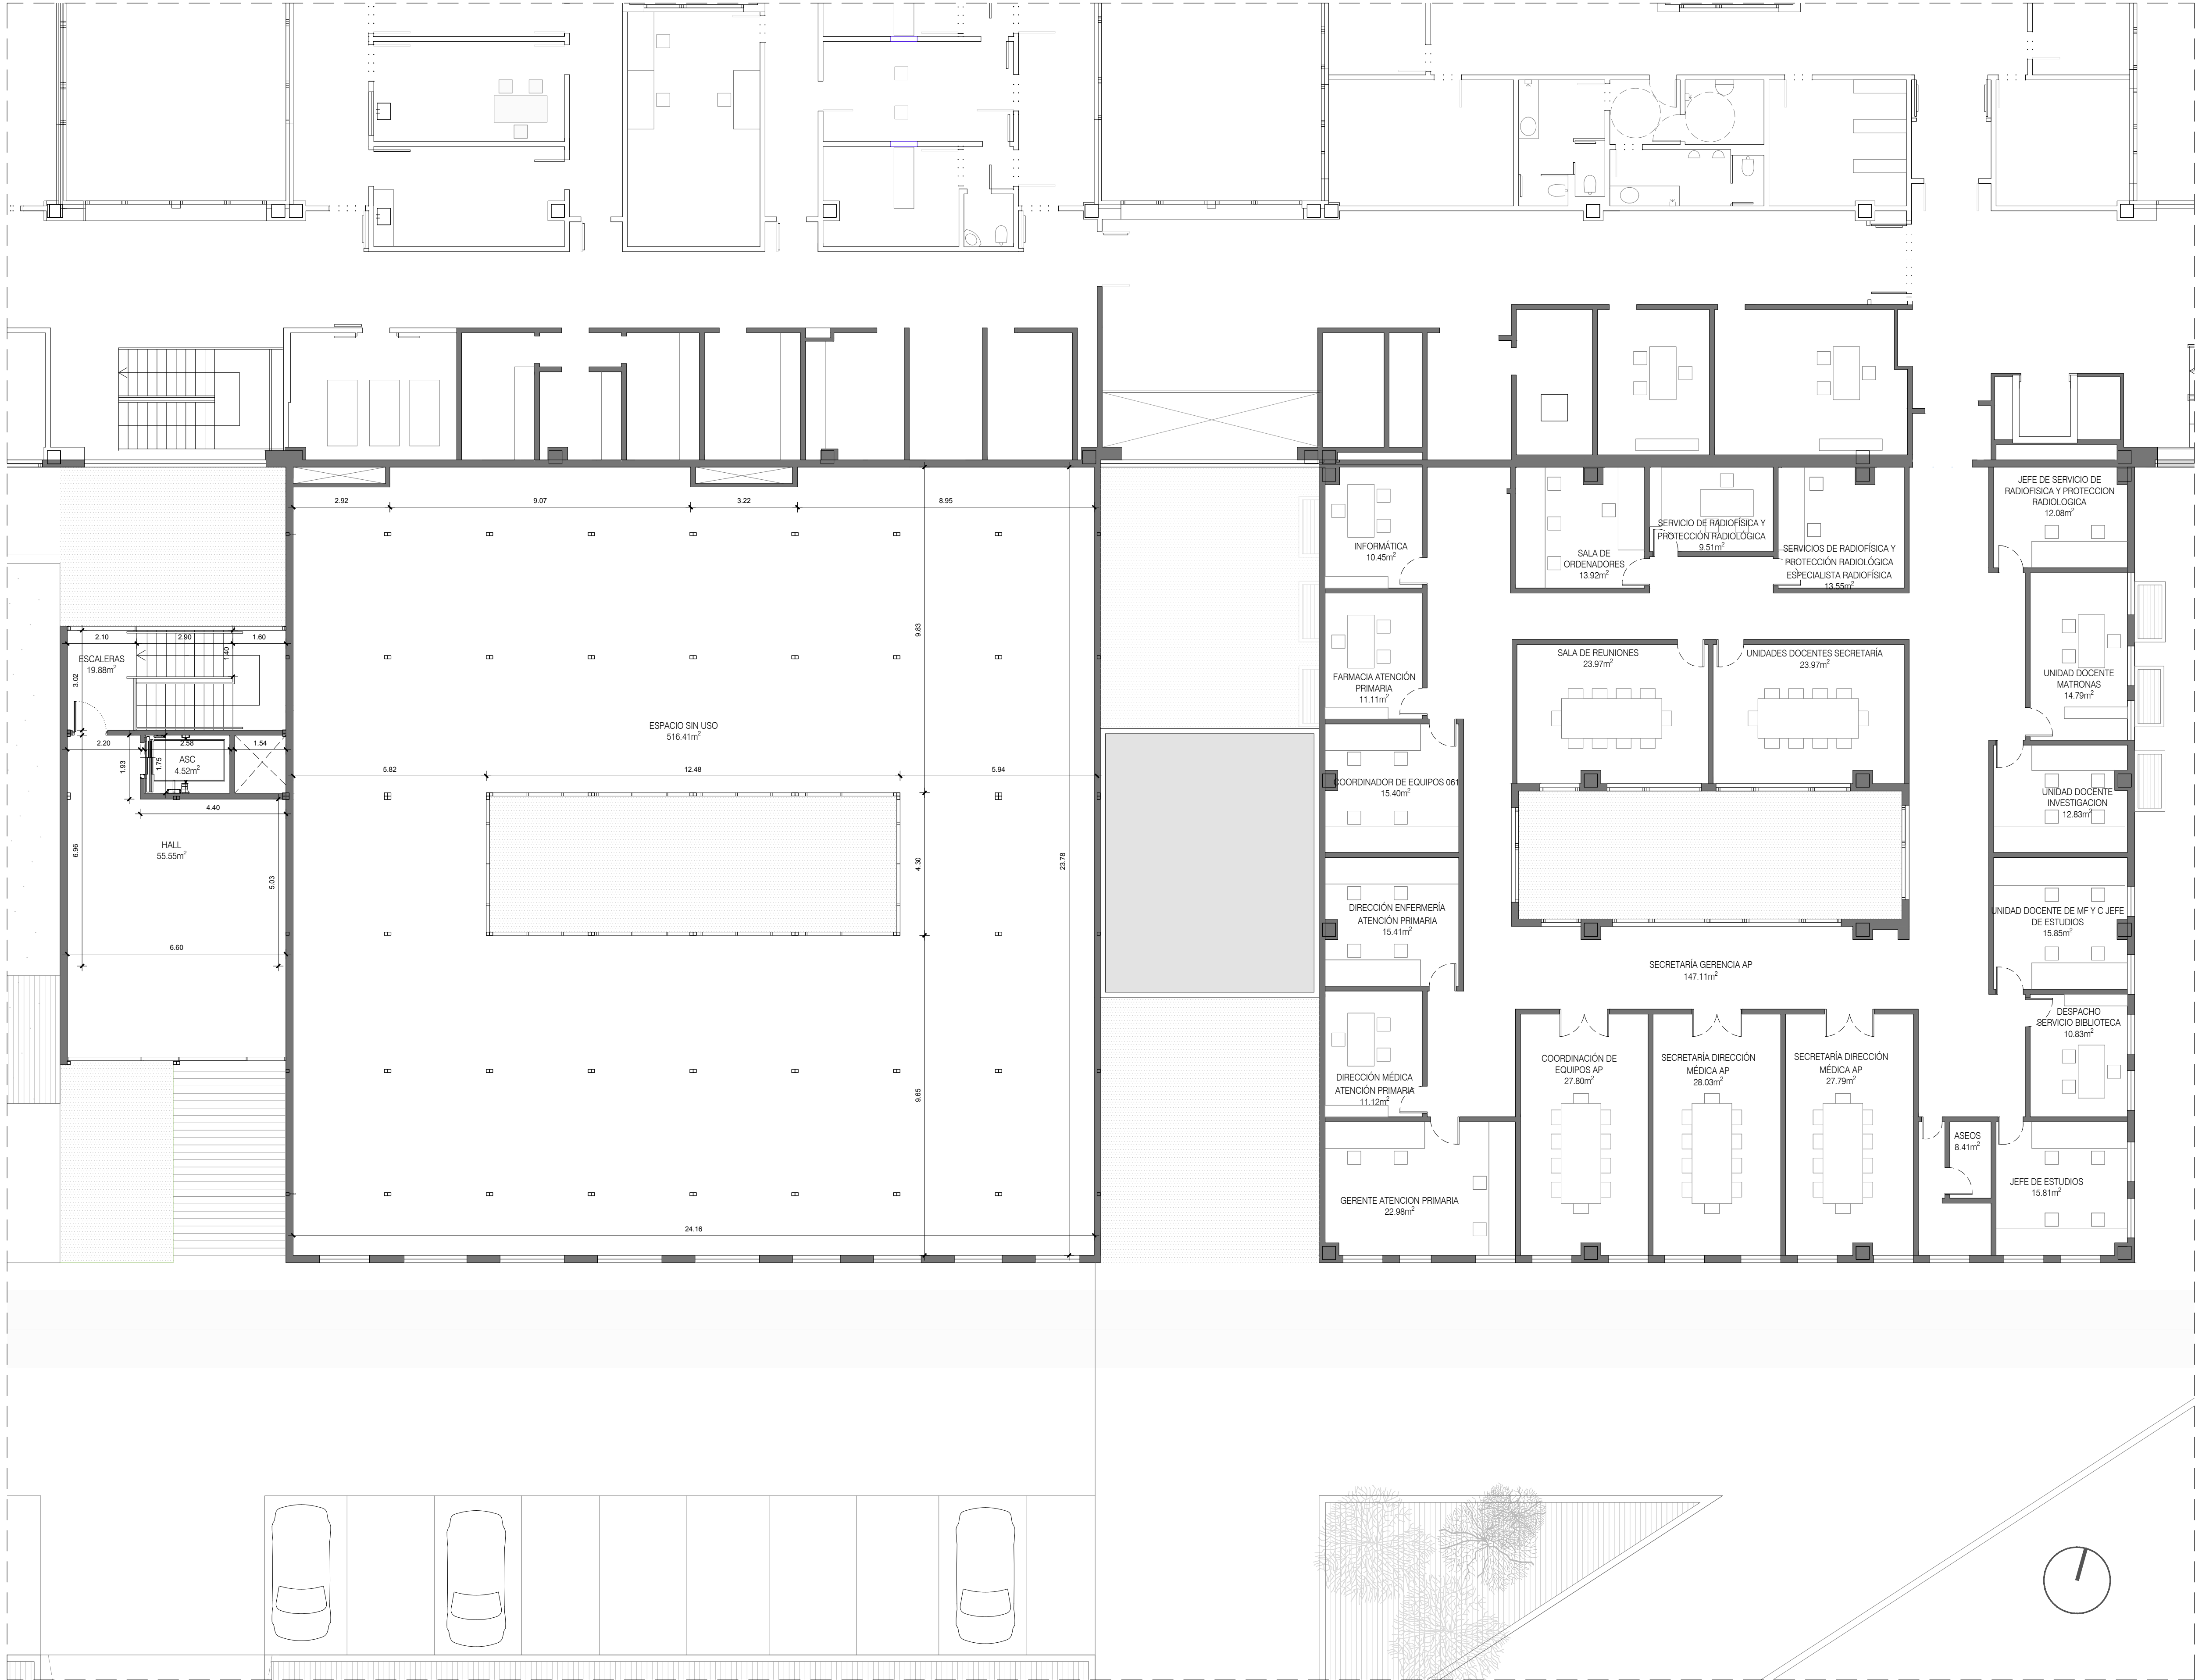 2.92
9.07
3.22
8.95
9.83
23.78
ESPACIO SIN USO
516.41m²
5.82
12.48
5.94
4.30
9.65
24.16
2.10
2.90
1.60
1.40
ESCALERAS
19.88m²
3.02
2.20
2.58
1.54
1.93
1.75
ASC
4.52m²
4.40
HALL
55.55m²
6.96
5.03
6.60
INFORMÁTICA
10.45m²
FARMACIA ATENCIÓN
PRIMARIA
11.11m²
COORDINADOR DE EQUIPOS 061
15.40m²
DIRECCIÓN ENFERMERÍA
ATENCIÓN PRIMARIA
15.41m²
DIRECCIÓN MÉDICA
ATENCIÓN PRIMARIA
11.12m²
GERENTE ATENCION PRIMARIA
22.98m²
SALA DE
ORDENADORES
13.92m²
SERVICIO DE RADIOFÍSICA Y
PROTECCIÓN RADIOLÓGICA
9.51m²
SERVICIOS DE RADIOFÍSICA Y
PROTECCIÓN RADIOLÓGICA
ESPECIALISTA RADIOFÍSICA
13.55m²
SALA DE REUNIONES
23.97m²
UNIDADES DOCENTES SECRETARÍA
23.97m²
SECRETARÍA GERENCIA AP
147.11m²
COORDINACIÓN DE
EQUIPOS AP
27.80m²
SECRETARÍA DIRECCIÓN
MÉDICA AP
28.03m²
SECRETARÍA DIRECCIÓN
MÉDICA AP
27.79m²
ASEOS
8.41m²
JEFE DE SERVICIO DE
RADIOFISICA Y PROTECCION
RADIOLOGICA
12.08m²
UNIDAD DOCENTE
MATRONAS
14.79m²
UNIDAD DOCENTE
INVESTIGACION
12.83m²
UNIDAD DOCENTE DE MF Y C JEFE
DE ESTUDIOS
15.85m²
DESPACHO
SERVICIO BIBLIOTECA
10.83m²
JEFE DE ESTUDIOS
15.81m²